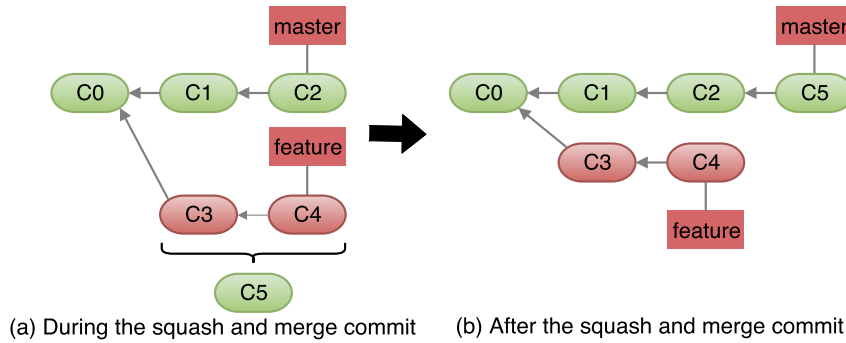 master
master
C0 C1 C2
C0 C1 C2 C5
feature
C3 C4
C3 C4
feature
C5
(a) During the squash and merge commit
(b) After the squash and merge commit